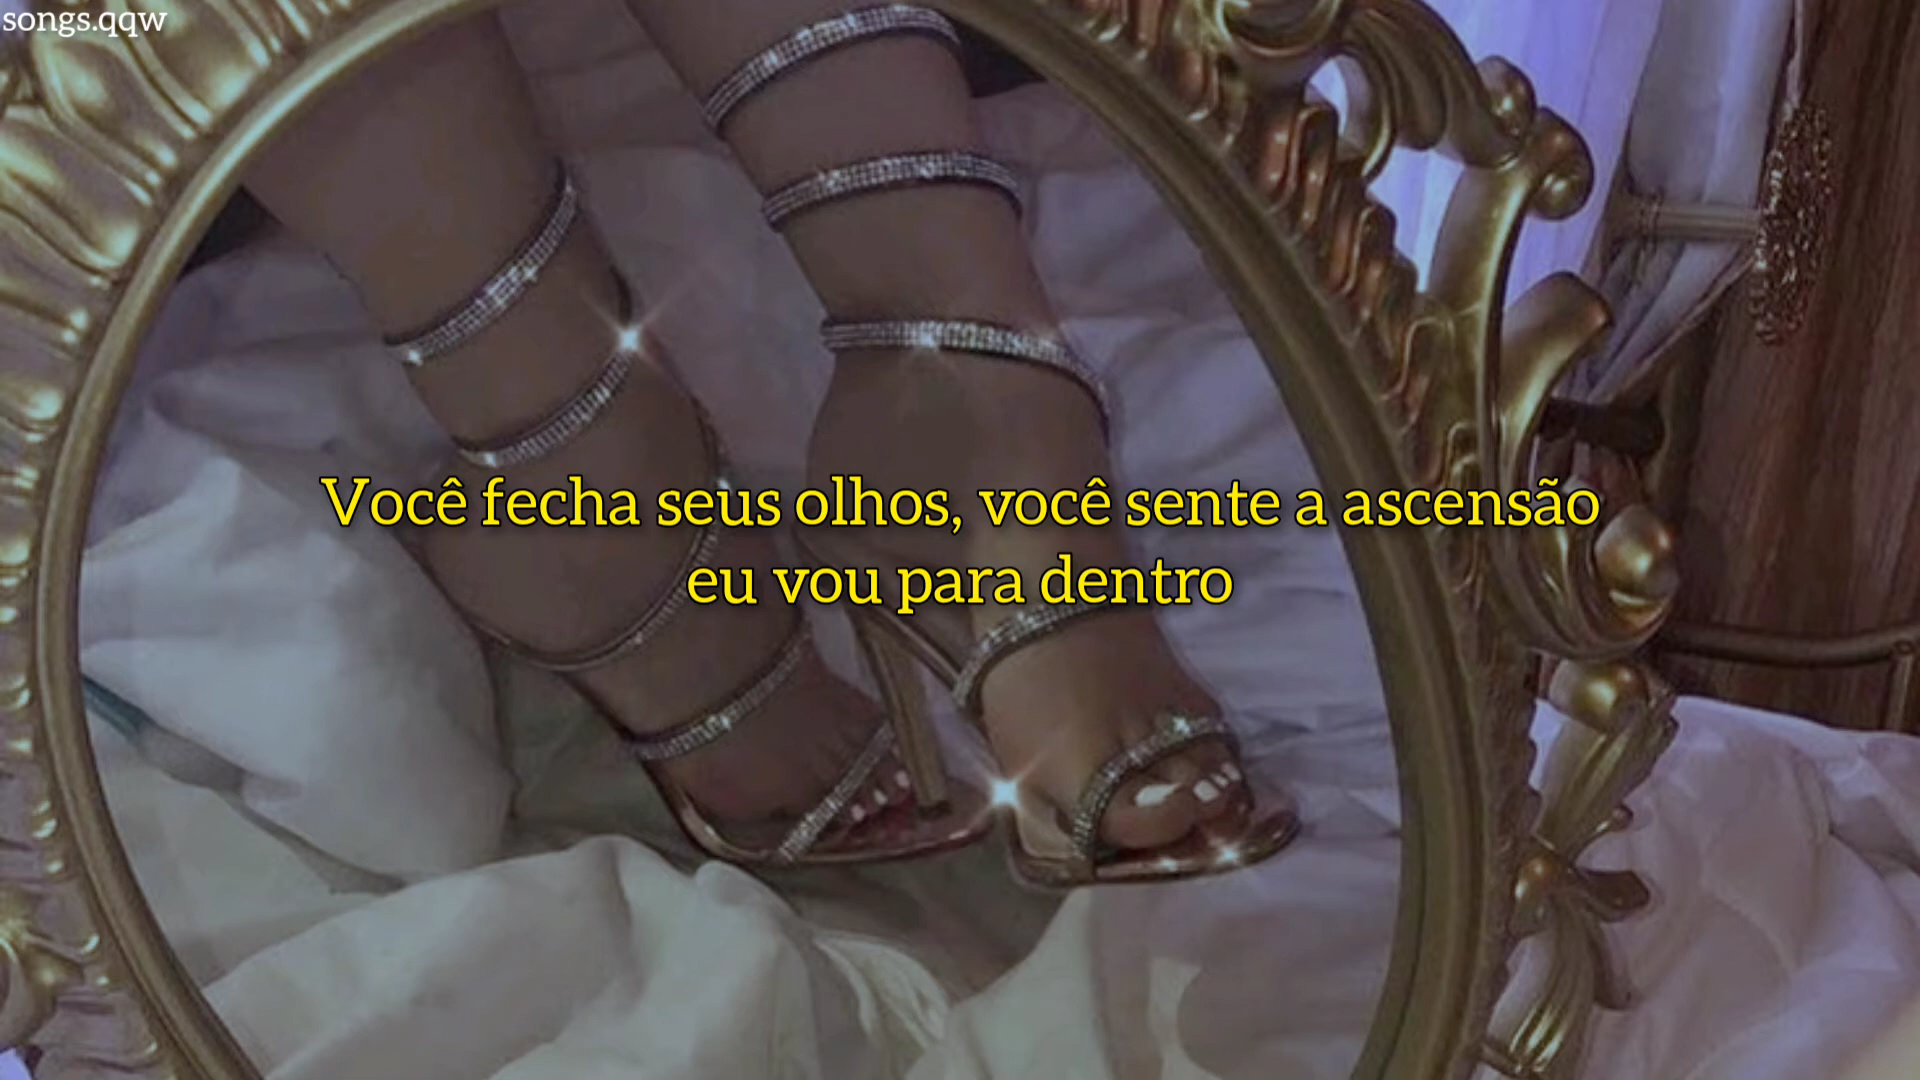 songs.qqw
Você fecha seus olhos, você sente a ascensão
eu vou para dentro